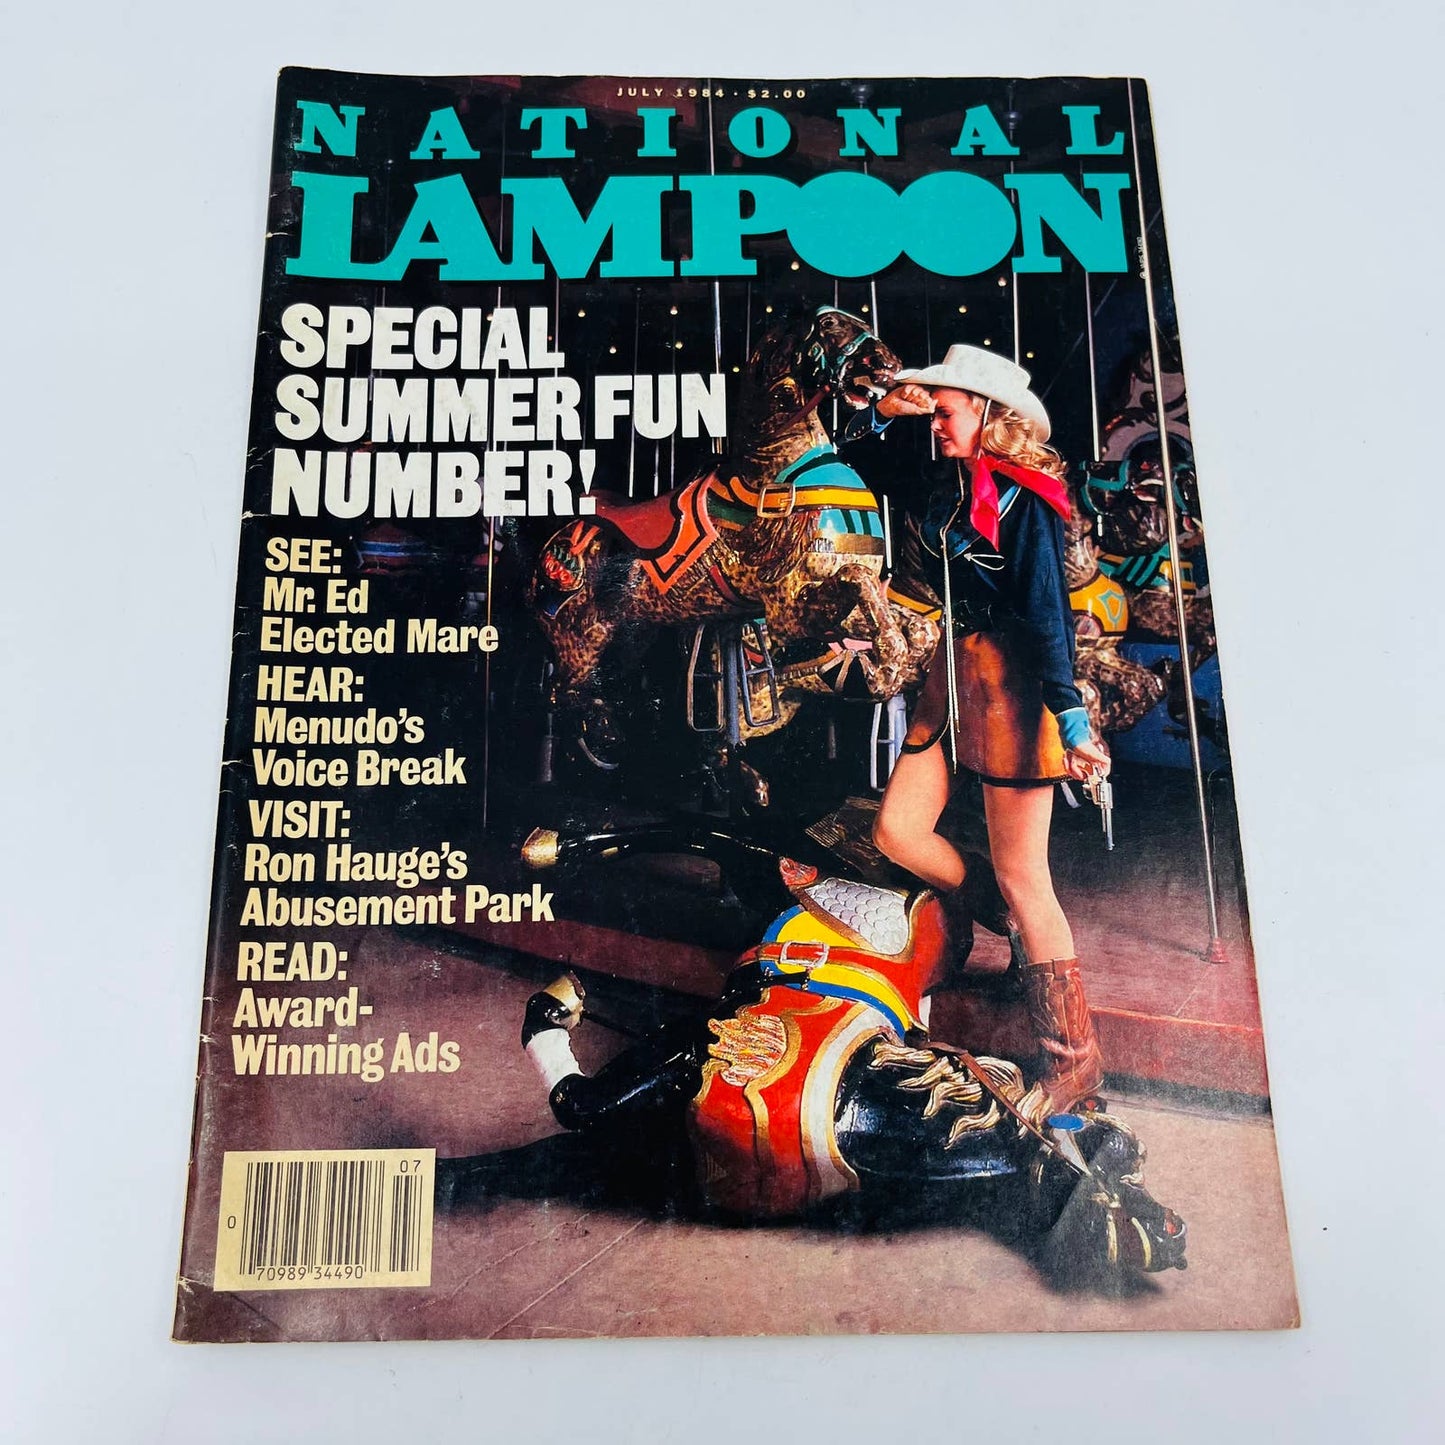 JULY 1984 · $2.00
NATIONAL
LAMPOON
SPECIAL
SUMMER FUN
NUMBER!
SEE:
Mr. Ed
Elected Mare
HEAR:
Menudo's
Voice Break
VISIT:
Ron Hauge's
Abusement Park
READ:
Award-
Winning Ads
07
0
70989 34490